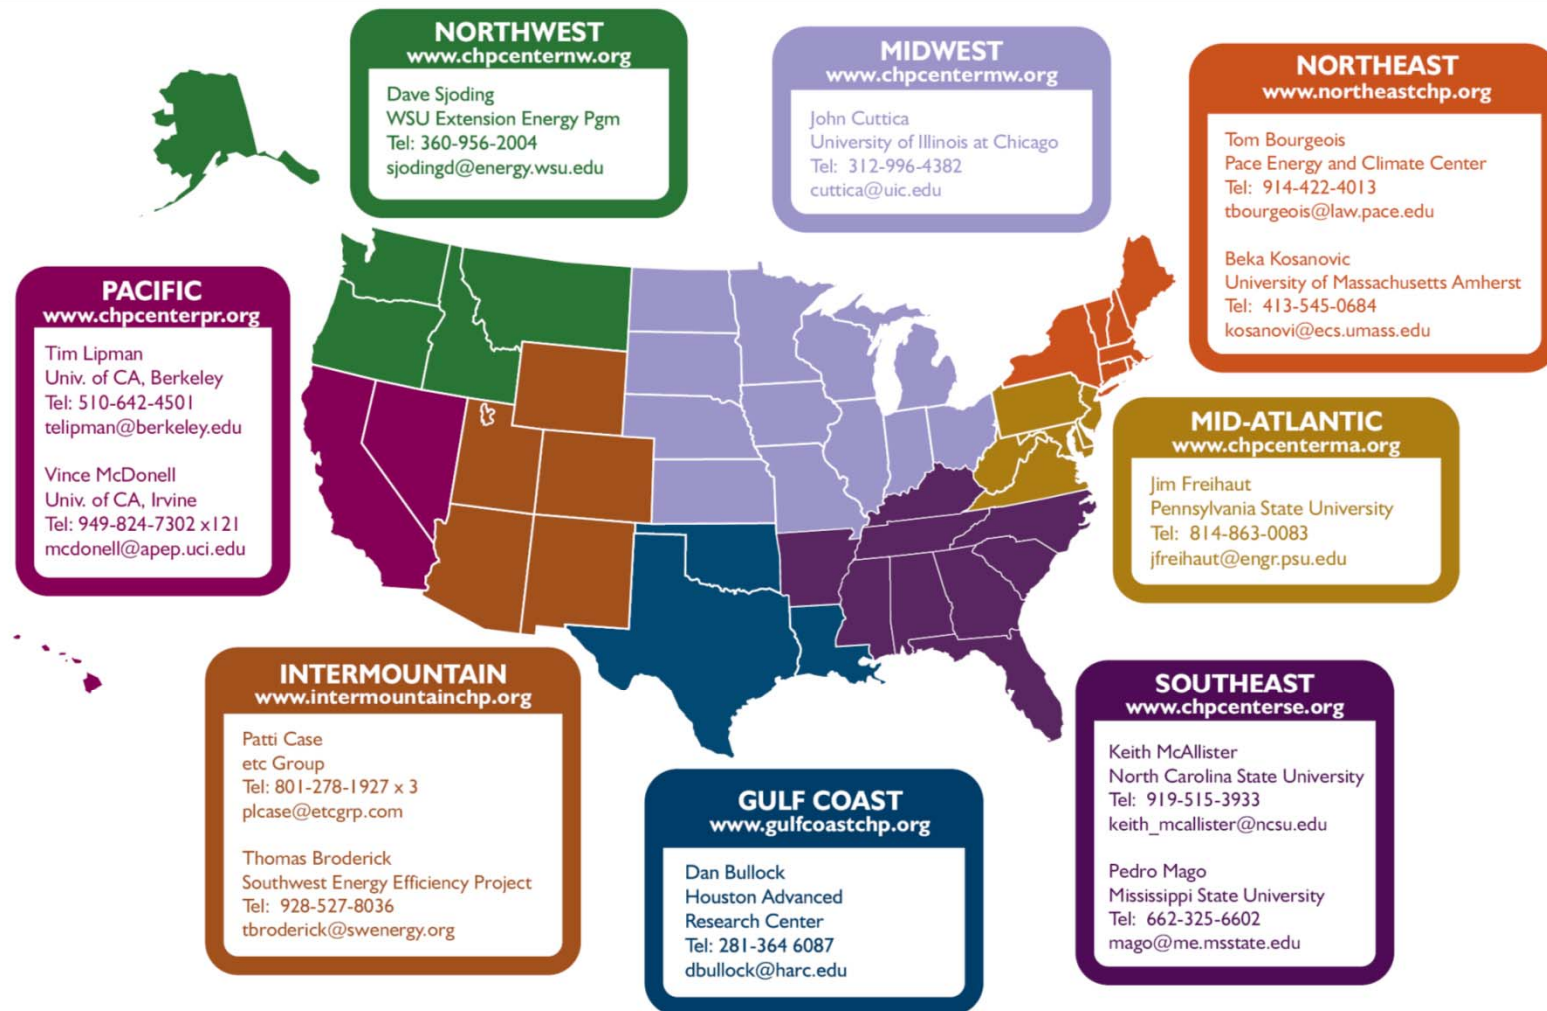 NORTHWEST
www.chpcenternw.org
Dave Sjoding
WSU Extension Energy Pgm
Tel: 360-956-2004
sjodingd@energy.wsu.edu
MIDWEST
www.chpcentermw.org
John Cuttica
University of Illinois at Chicago
Tel: 312-996-4382
cuttica@uic.edu
NORTHEAST
www.northeastchp.org
Tom Bourgeois
Pace Energy and Climate Center
Tel: 914-422-4013
tbourgeois@law.pace.edu
Beka Kosanovic
University of Massachusetts Amherst
Tel: 413-545-0684
kosanovi@ecs.umass.edu
PACIFIC
www.chpcenterpr.org
Tim Lipman
Univ. of CA, Berkeley
Tel: 510-642-4501
telipman@berkeley.edu
Vince McDonell
Univ. of CA, Irvine
Tel: 949-824-7302 x121
mcdonell@apep.uci.edu
MID-ATLANTIC
www.chpcenterma.org
Jim Freihaut
Pennsylvania State University
Tel: 814-863-0083
jfreihaut@engr.psu.edu
INTERMOUNTAIN
www.intermountainchp.org
Patti Case
etc Group
Tel: 801-278-1927 x 3
plcase@etcgrp.com
Thomas Broderick
Southwest Energy Efficiency Project
Tel: 928-527-8036
tbroderick@swenergy.org
GULF COAST
www.gulfcoastchp.org
Dan Bullock
Houston Advanced
Research Center
Tel: 281-364 6087
dbullock@harc.edu
SOUTHEAST
www.chpcenterse.org
Keith McAllister
North Carolina State University
Tel: 919-515-3933
keith_mcallister@ncsu.edu
Pedro Mago
Mississippi State University
Tel: 662-325-6602
mago@me.msstate.edu